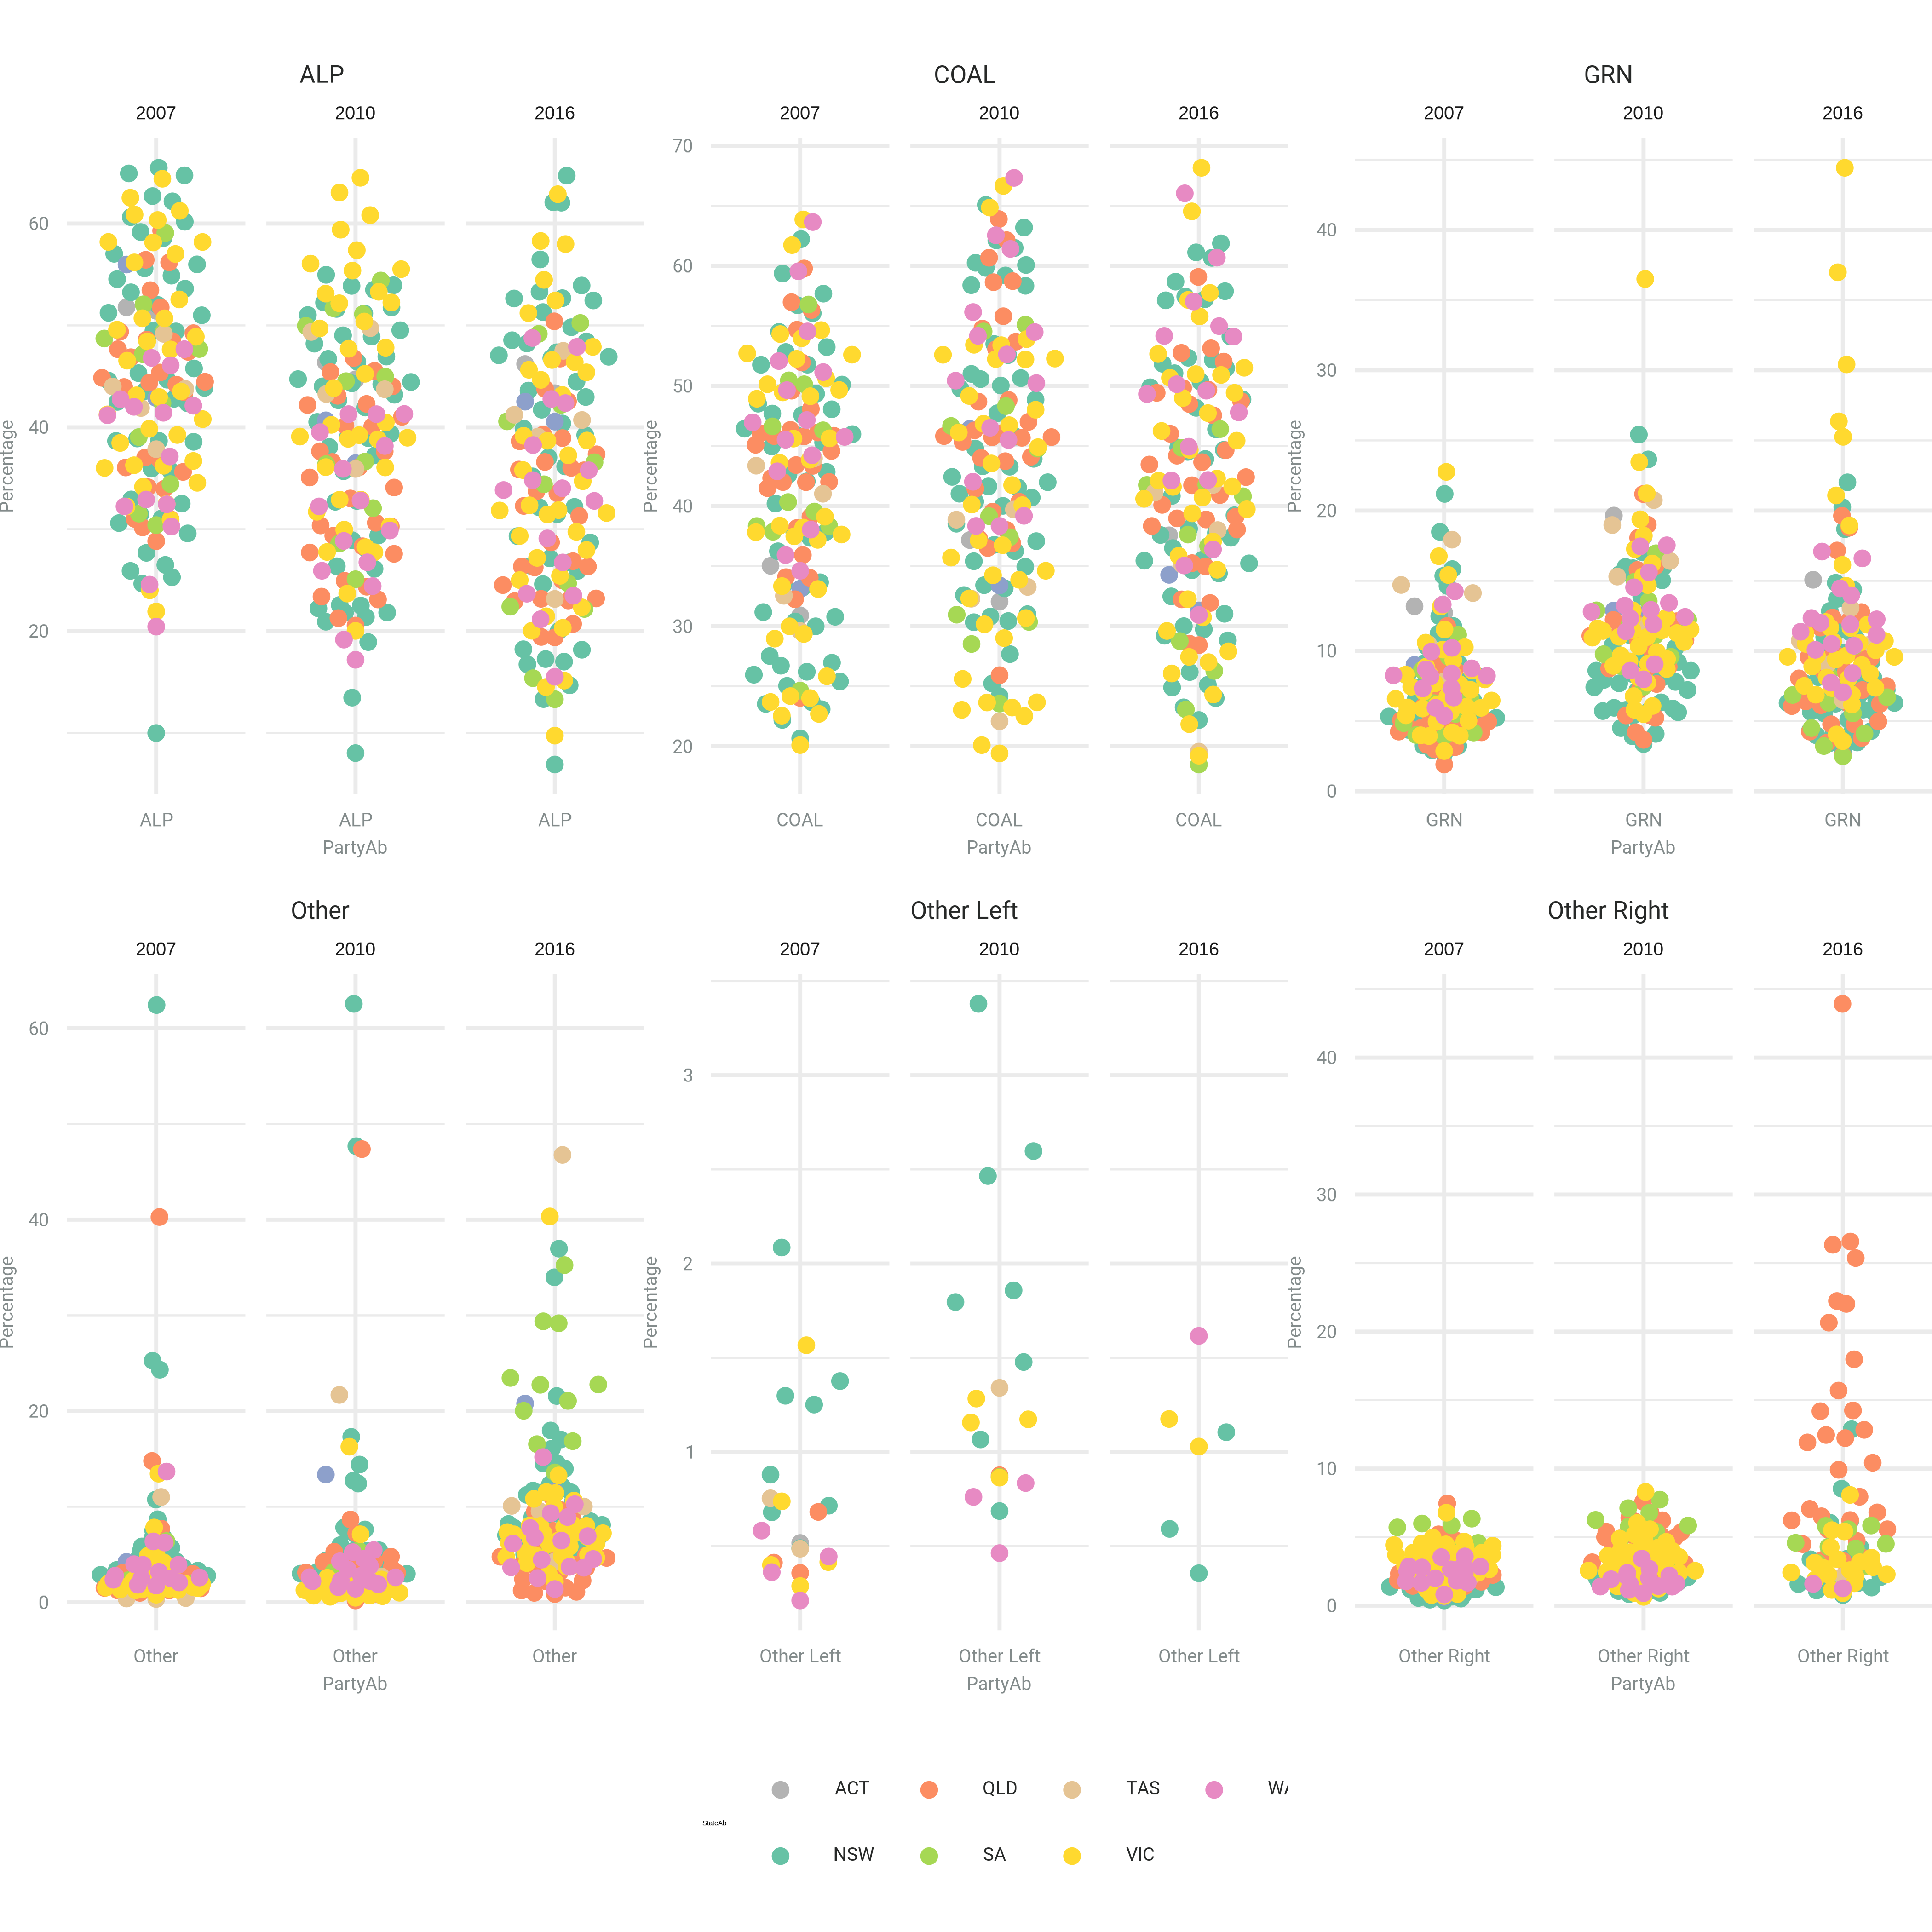 ALP
COAL
GRN
2007 2010 2016 2007 2010 2016 2007 2010 2016
60
40
20
Percentage
70
60
50
40
30
20
Percentage
40
30
20
10
0
Percentage
ALP ALP ALP COAL COAL COAL GRN GRN GRN
PartyAb PartyAb PartyAb
Other
Other Left
Other Right
2007 2010 2016 2007 2010 2016 2007 2010 2016
60
40
20
0
Percentage
3
2
1
Percentage
40
30
20
10
0
Percentage
Other Other Other Other Left Other Left Other Left Other Right Other Right Other Right
PartyAb PartyAb PartyAb
ACT QLD TAS
StateAb
NSW SA VIC